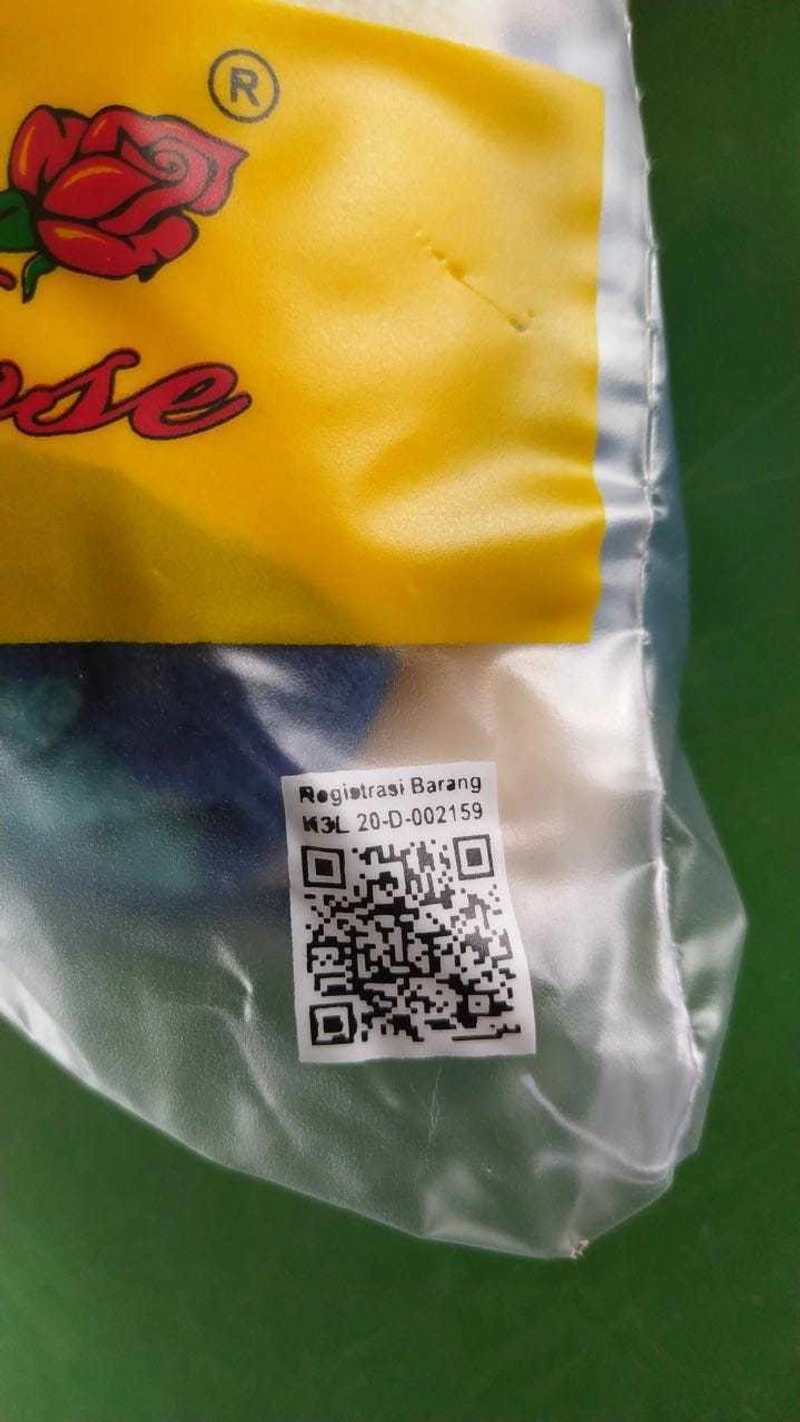 ®
ose
Registrasi Barang
K3L 20-D-002159